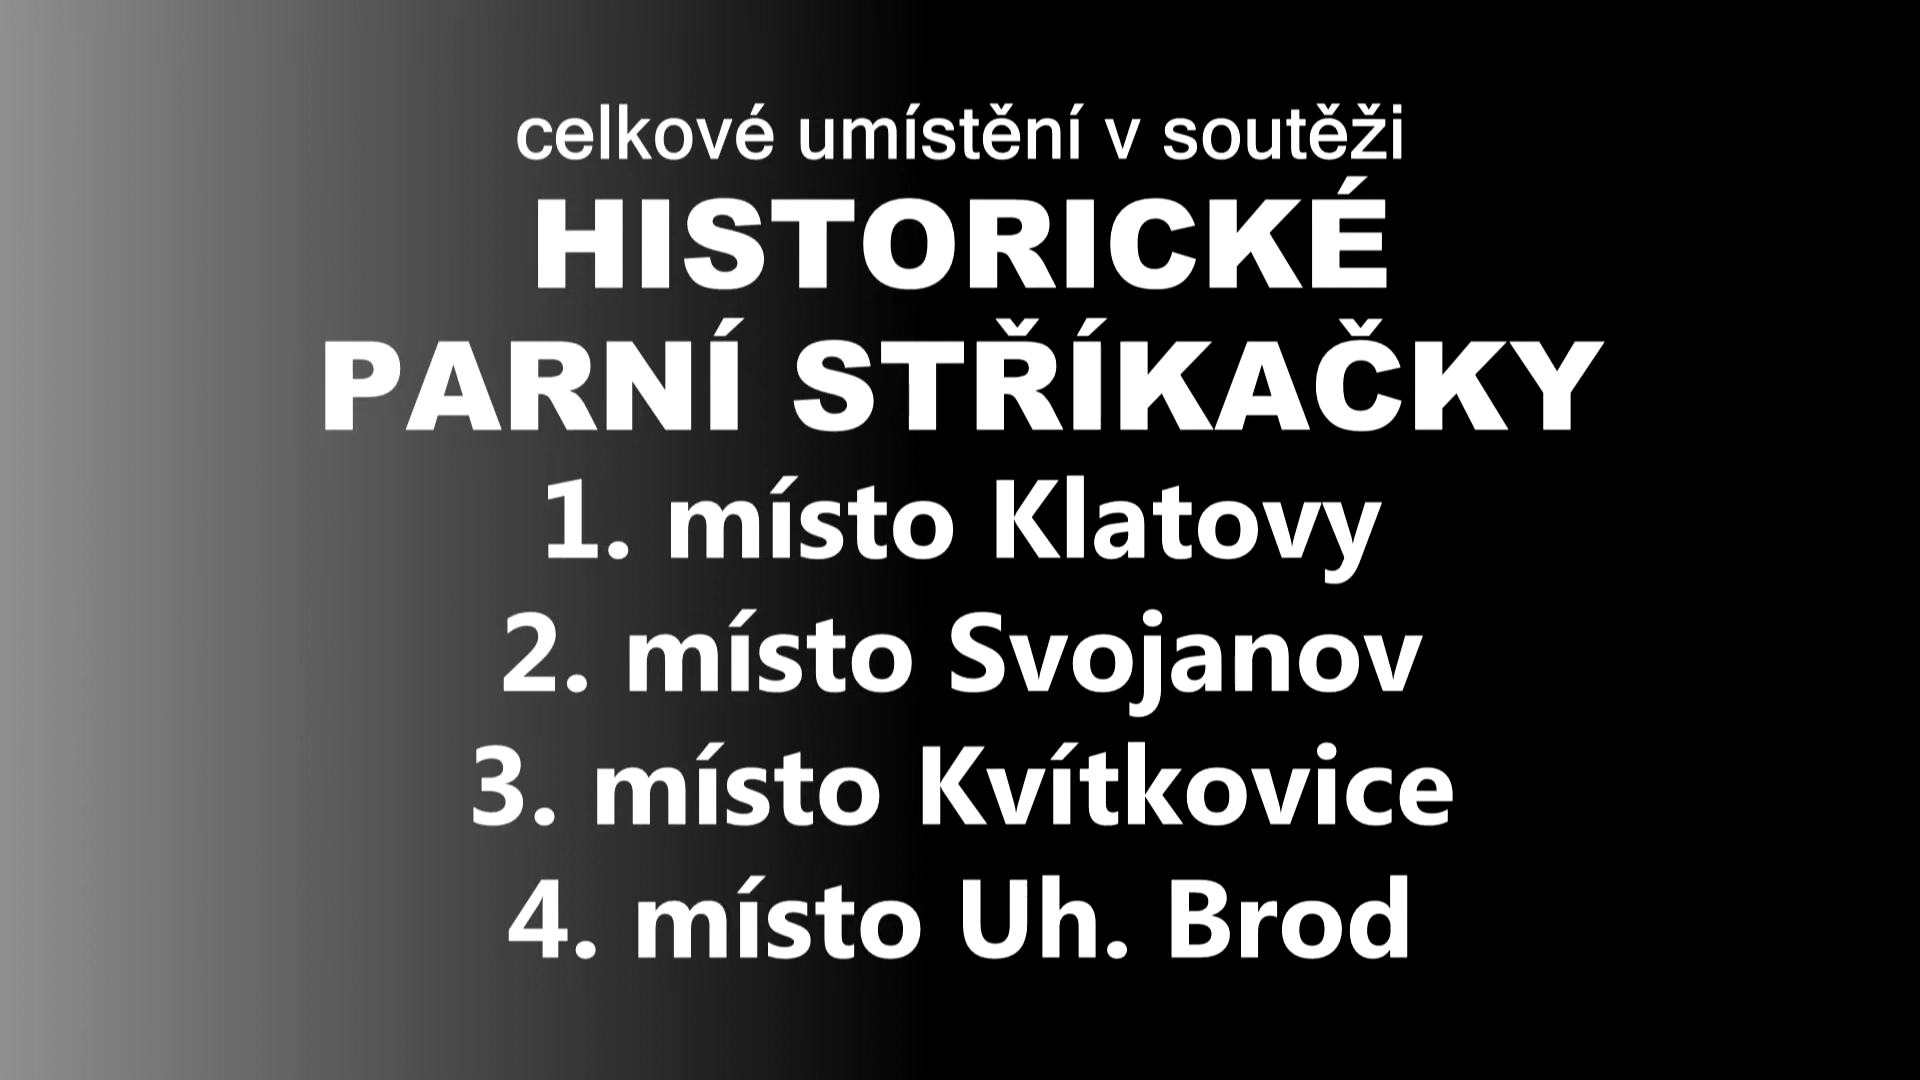 celkové umístění v soutěži
HISTORICKÉ
PARNÍ STŘÍKAČKY
1. místo Klatovy
2. místo Svojanov
3. místo Kvítkovice
4. místo Uh. Brod